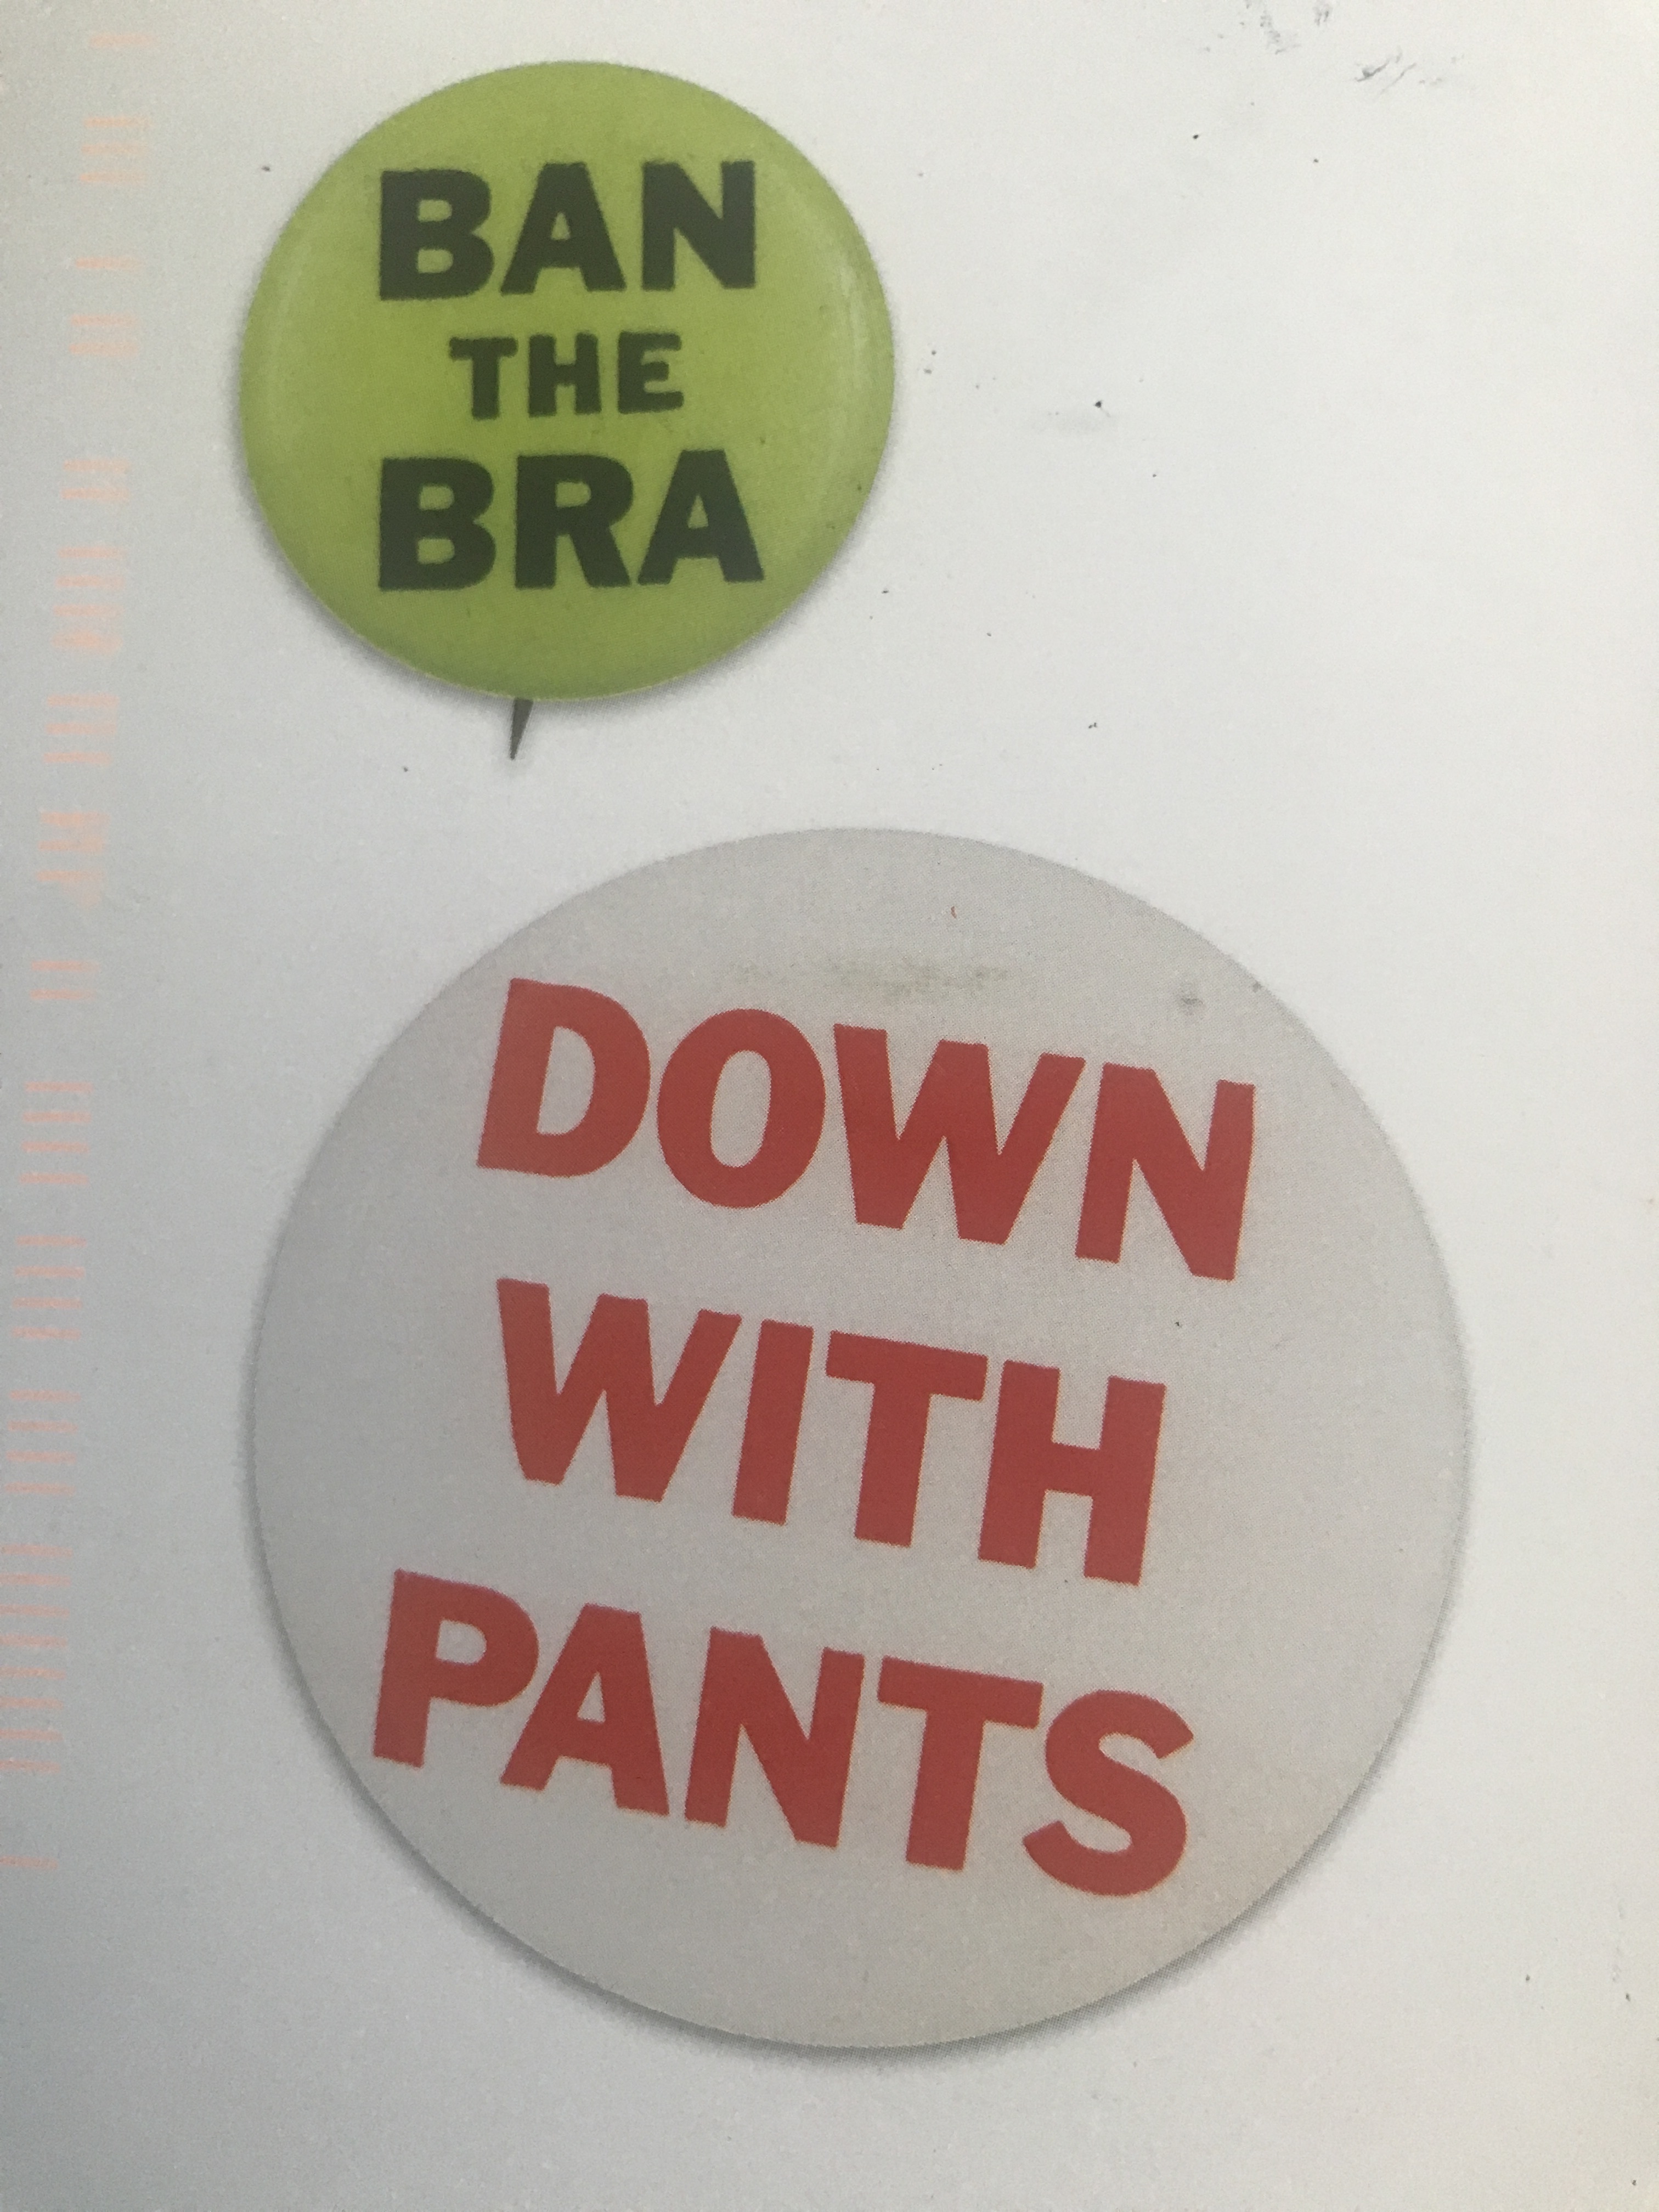 BAN
THE
BRA
DOWN
WITH
PANTS